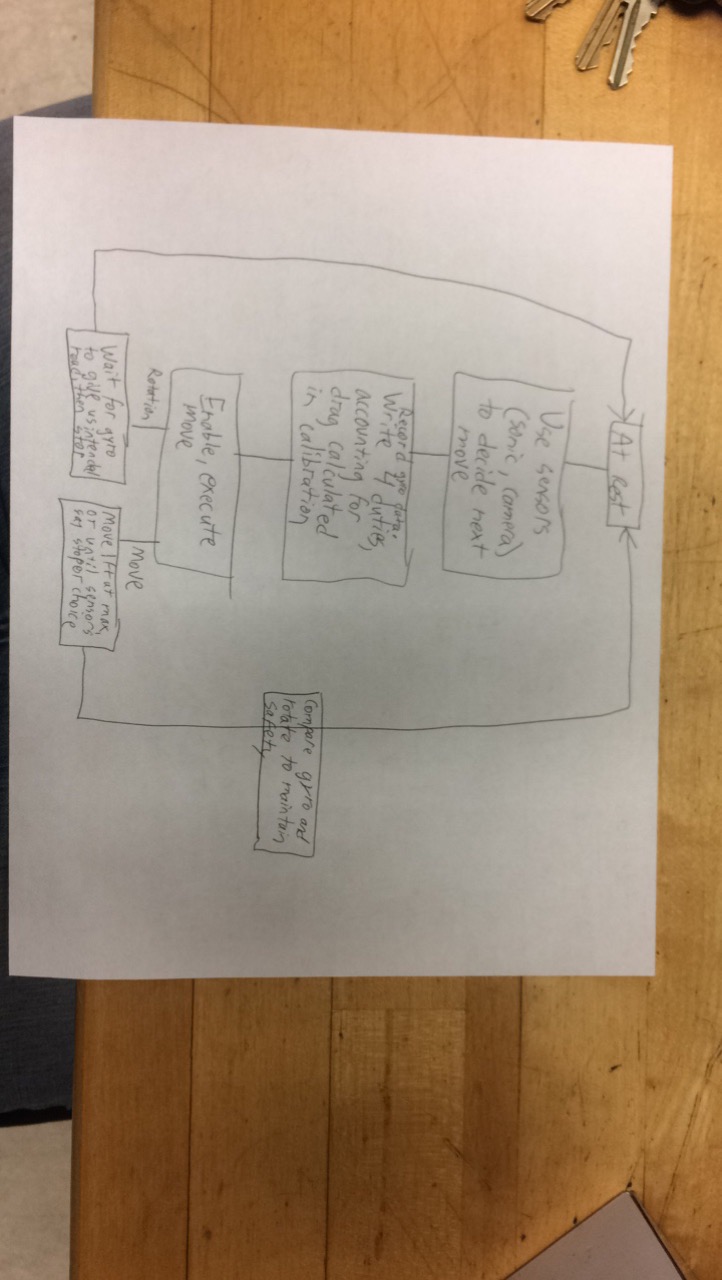 At Rest
Use sensors
(sonic, camera)
to decide next
move
Record gyro data.
Write 4 duties,
accounting for
drag calculated
in calibration
Compare gyro and
rotate to maintain
safety
Enable, execute
move
Rotation
Move
Wait for gyro
to give us intended
read, then stop
Move 1ft at max,
or until sensors
say stop or choice